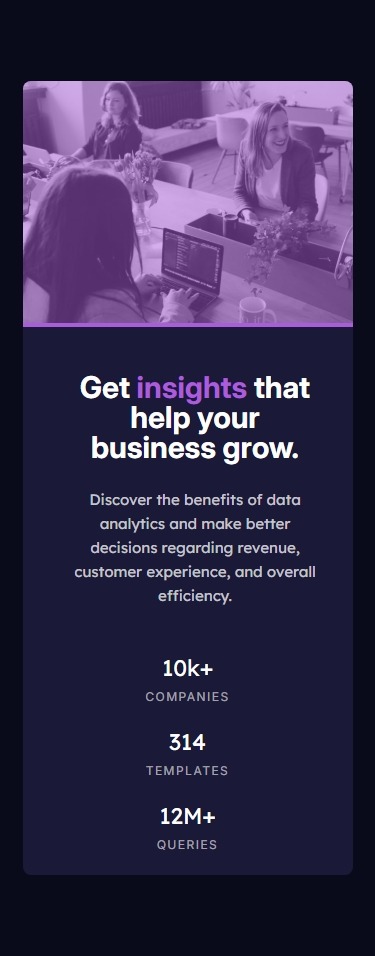 Get insights that
help your
business grow.
Discover the benefits of data
analytics and make better
decisions regarding revenue,
customer experience, and overall
efficiency.
10k+
COMPANIES
314
TEMPLATES
12M+
QUERIES